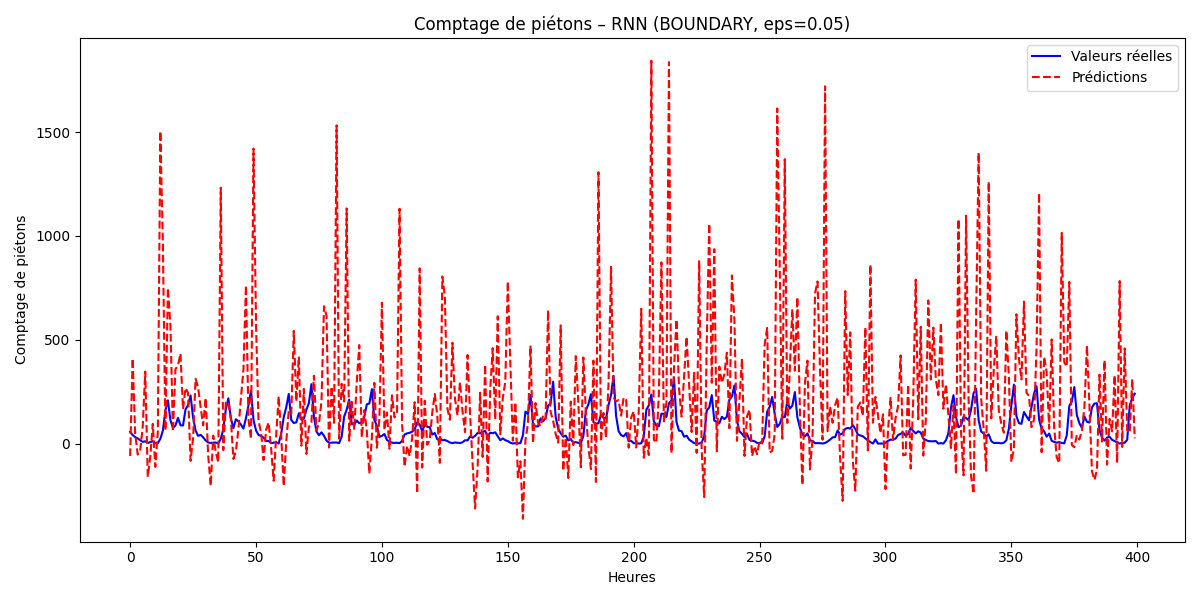 Comptage de piétons – RNN (BOUNDARY, eps=0.05)
Valeurs réelles
Prédictions
Comptage de piétons
1500
1000
500
0
0 50 100 150 200 250 300 350 400
Heures